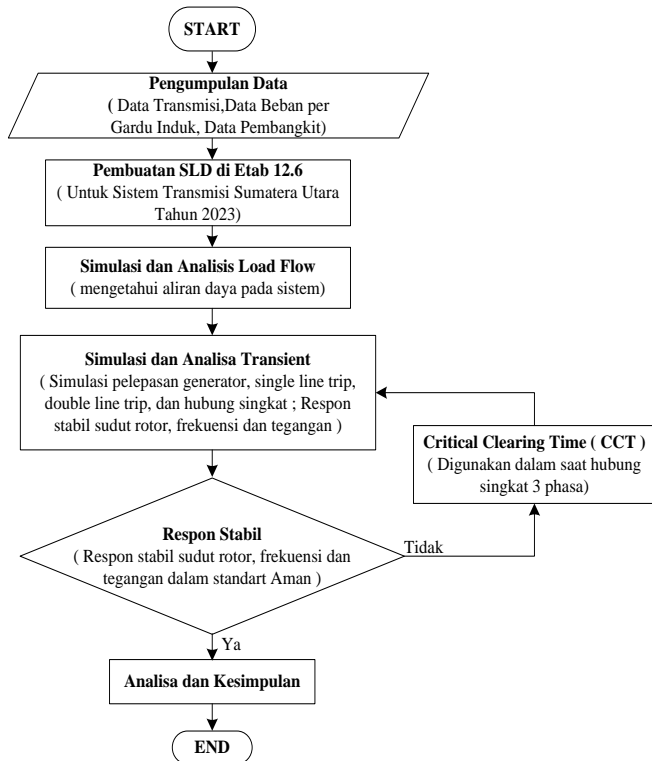 START
Pengumpulan Data
( Data Transmisi,Data Beban per
Gardu Induk, Data Pembangkit)
Pembuatan SLD di Etab 12.6
( Untuk Sistem Transmisi Sumatera Utara
Tahun 2023)
Simulasi dan Analisis Load Flow
( mengetahui aliran daya pada sistem)
Simulasi dan Analisa Transient
( Simulasi pelepasan generator, single line trip,
double line trip, dan hubung singkat ; Respon
stabil sudut rotor, frekuensi dan tegangan )
Critical Clearing Time ( CCT )
( Digunakan dalam saat hubung
singkat 3 phasa)
Respon Stabil
( Respon stabil sudut rotor, frekuensi dan
tegangan dalam standart Aman )
Tidak
Ya
Analisa dan Kesimpulan
END